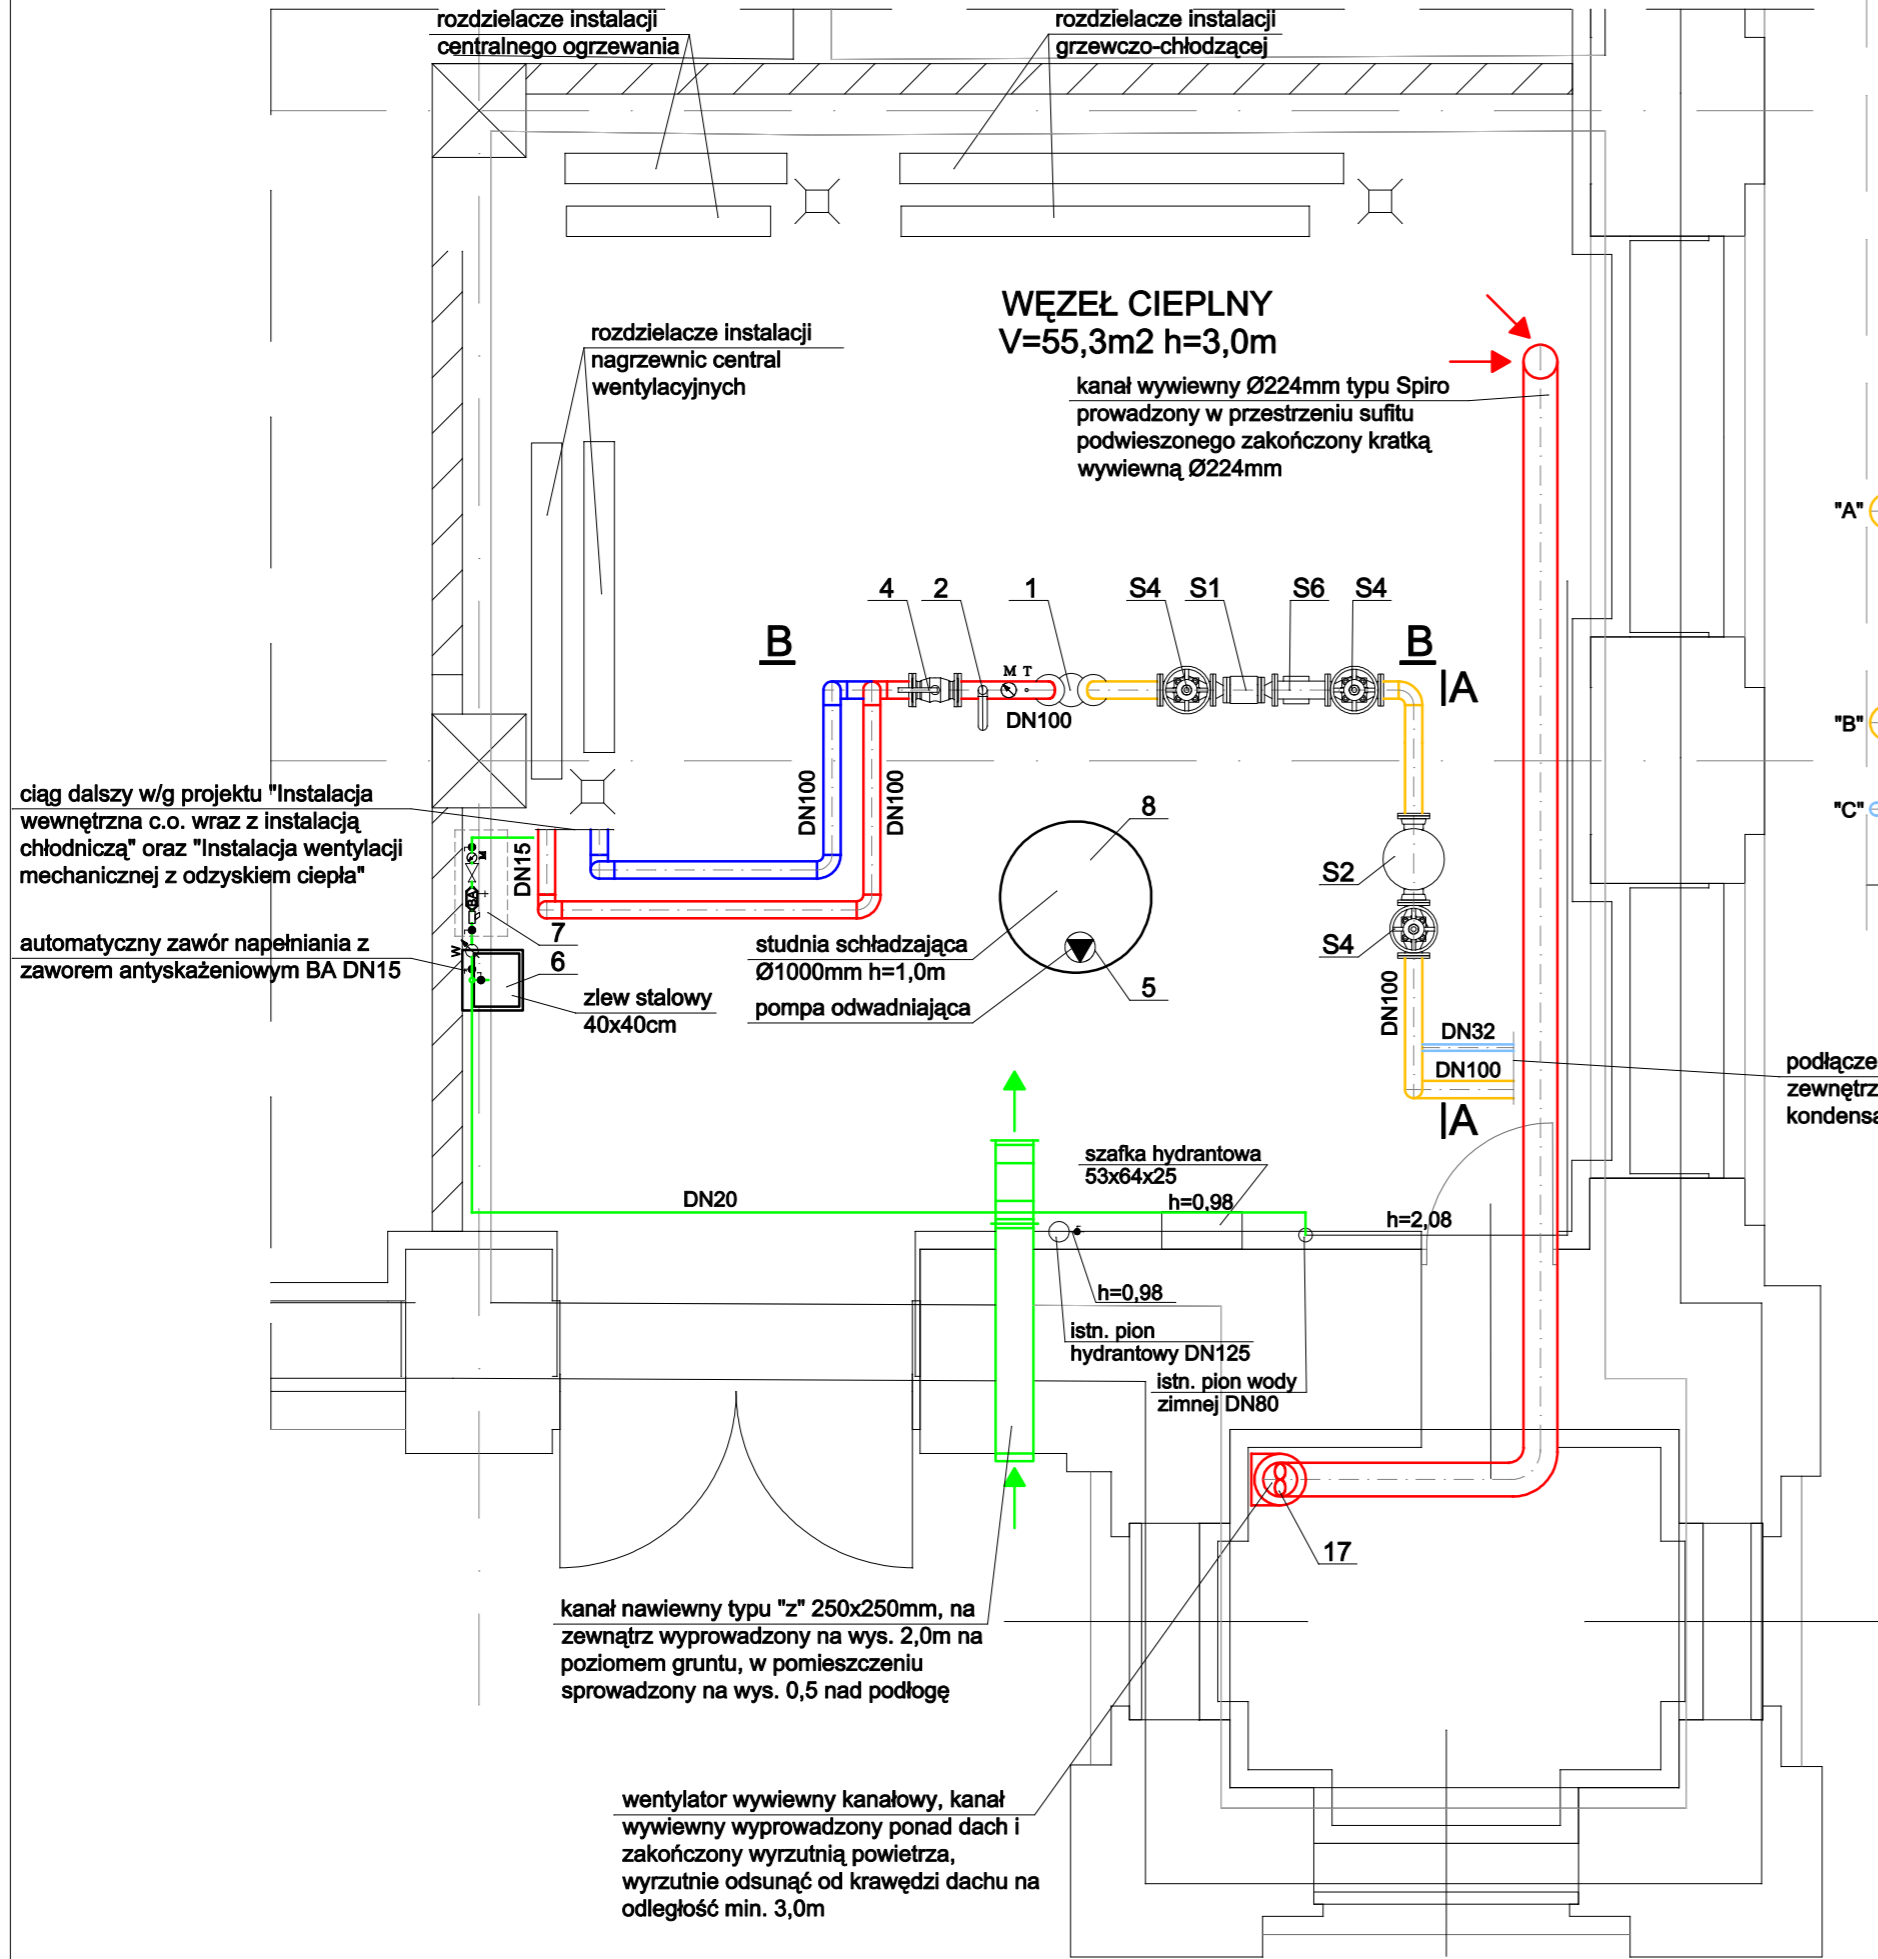 rozdzielacze instalacji
centralnego ogrzewania
rozdzielacze instalacji
grzewczo-chłodzącej
WĘZEŁ CIEPLNY
V=55,3m2 h=3,0m
rozdzielacze instalacji
nagrzewnic central
wentylacyjnych
kanał wywiewny Ø224mm typu Spiro
prowadzony w przestrzeniu sufitu
podwieszonego zakończony kratką
wywiewną Ø224mm
"A"
4
2
1
S4
S1
S6
S4
B
B
M T
A
DN100
"B"
DN100
DN100
"C"
ciąg dalszy w/g projektu "Instalacja
wewnętrzna c.o. wraz z instalacją
chłodniczą" oraz "Instalacja wentylacji
mechanicznej z odzyskiem ciepła"
M
DN15
BA
8
S2
7
W
6
automatyczny zawór napełniania z
zaworem antyskażeniowym BA DN15
zlew stalowy
40x40cm
studnia schładzająca
Ø1000mm h=1,0m
pompa odwadniająca
5
S4
DN100
DN32
DN100
A
podłącze
zewnętrz
kondensa
szafka hydrantowa
53x64x25
h=0,98
DN20
h=2,08
h=0,98
istn. pion
hydrantowy DN125
istn. pion wody
zimnej DN80
17
kanał nawiewny typu "z" 250x250mm, na
zewnątrz wyprowadzony na wys. 2,0m na
poziomem gruntu, w pomieszczeniu
sprowadzony na wys. 0,5 nad podłogę
wentylator wywiewny kanałowy, kanał
wywiewny wyprowadzony ponad dach i
zakończony wyrzutnią powietrza,
wyrzutnie odsunąć od krawędzi dachu na
odległość min. 3,0m